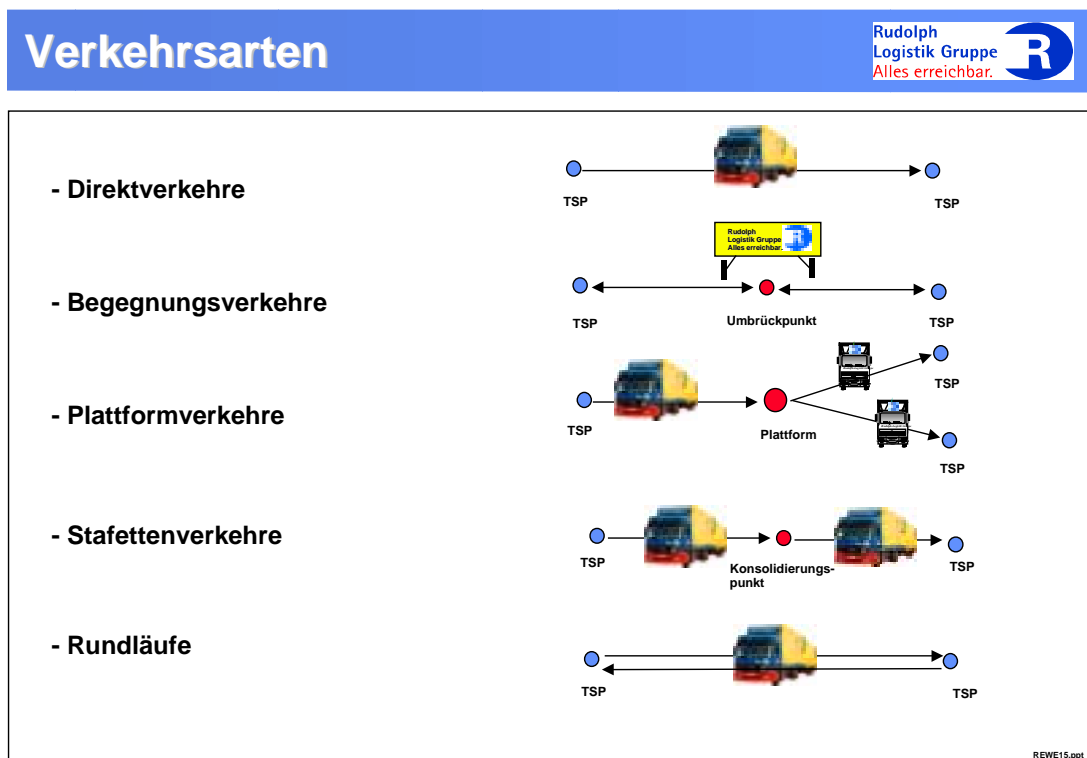 Verkehrsarten
Rudolph
Logistik Gruppe
Alles erreichbar.
R
- Direktverkehre
TSP
TSP
Rudolph
Logistik Gruppe
Alles erreichbar.
- Begegnungsverkehre
TSP
Umbrückpunkt
TSP
- Plattformverkehre
TSP
Plattform
TSP
TSP
- Stafettenverkehre
TSP
Konsolidierungs-
punkt
TSP
- Rundläufe
TSP
TSP
REWE15.ppt